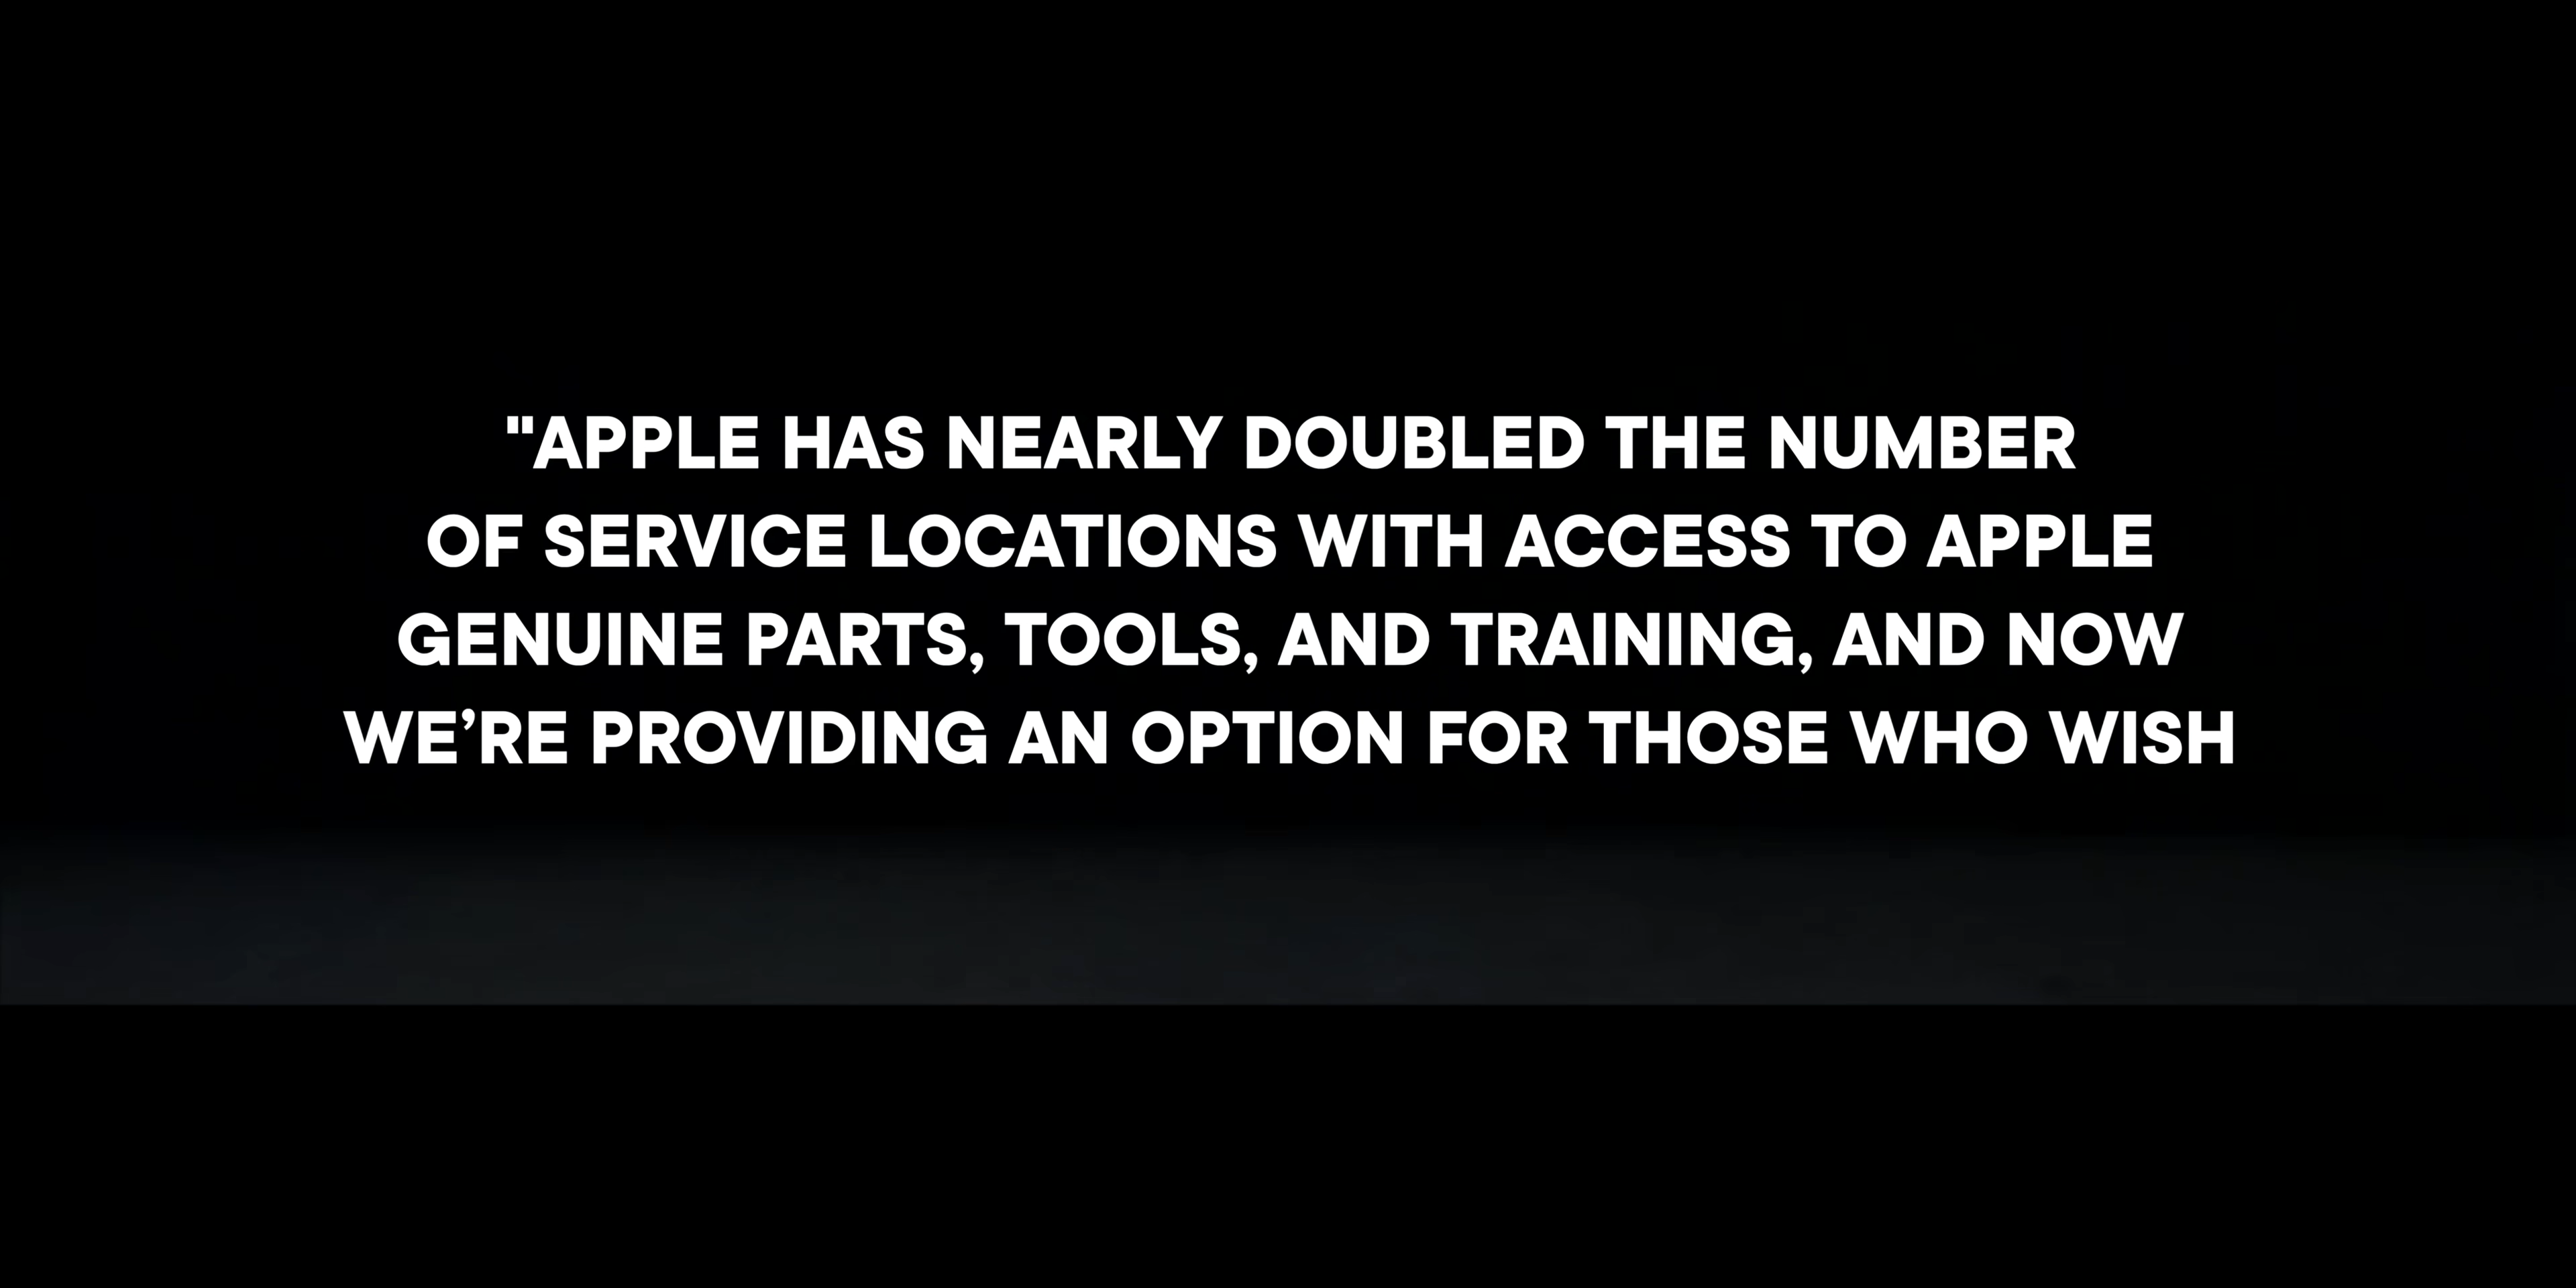 "APPLE HAS NEARLY DOUBLED THE NUMBER
OF SERVICE LOCATIONS WITH ACCESS TO APPLE
GENUINE PARTS, TOOLS, AND TRAINING, AND NOW
WE’RE PROVIDING AN OPTION FOR THOSE WHO WISH